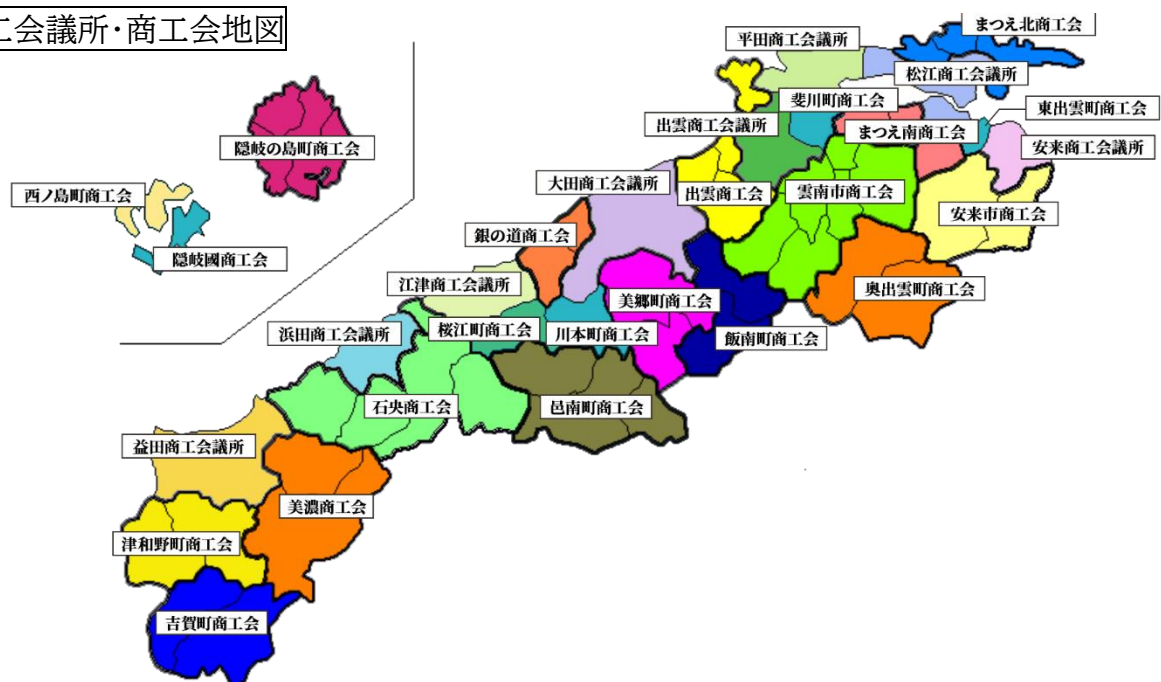 工会議所・商工会地図
まつえ北商工会
平田商工会議所
松江商工会議所
斐川町商工会
東出雲町商工会
出雲商工会議所
まつえ南商工会
安来商工会議所
隠岐の島町商工会
大田商工会議所
出雲商工会
雲南市商工会
西ノ島町商工会
安来市商工会
銀の道商工会
隠岐國商工会
江津商工会議所
美郷町商工会
奥出雲町商工会
浜田商工会議所
桜江町商工会
川本町商工会
飯南町商工会
石央商工会
邑南町商工会
益田商工会議所
美濃商工会
津和野町商工会
吉賀町商工会